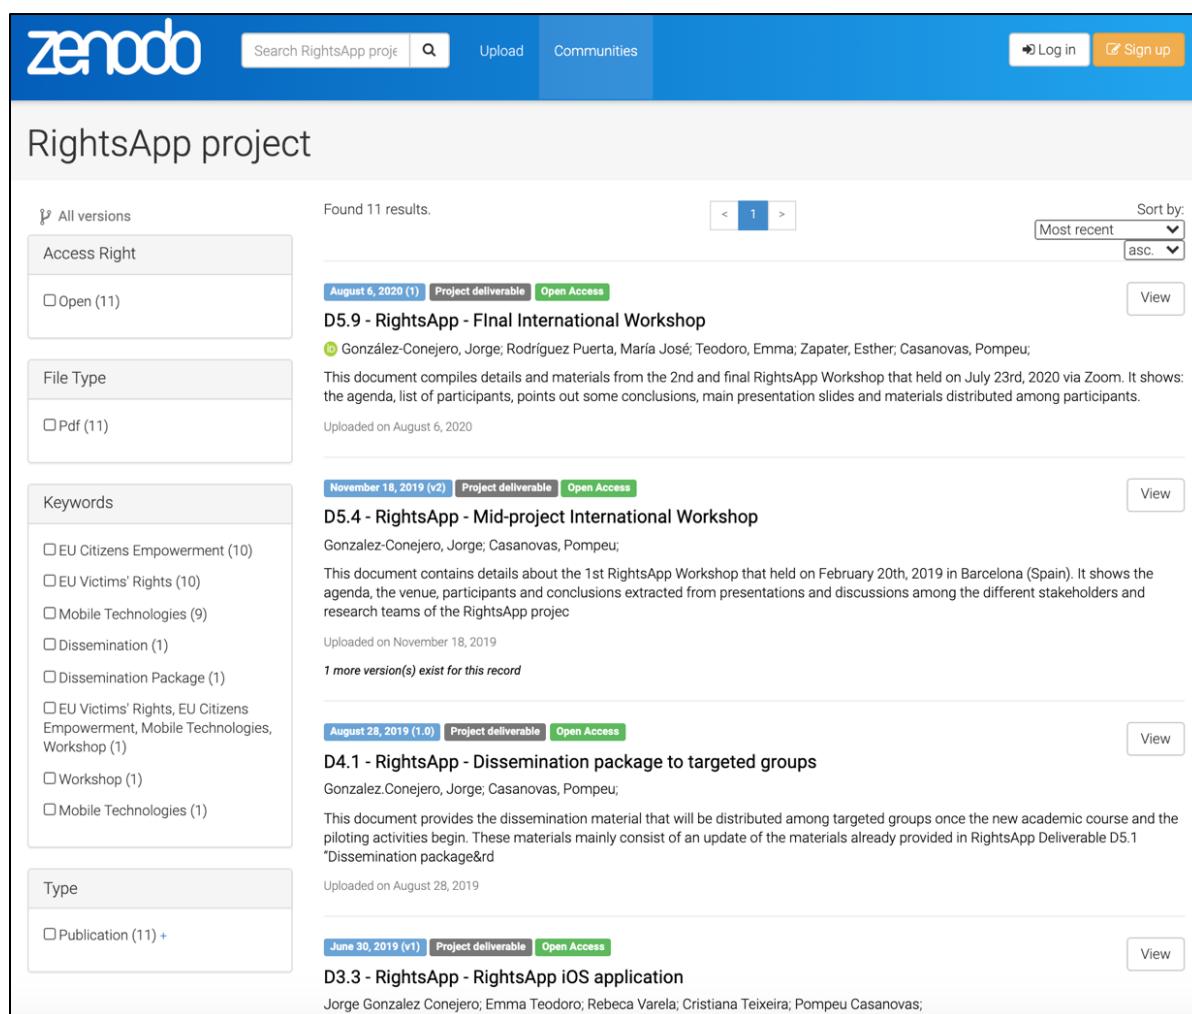 zenodo
Search RightsApp proje
Upload
Communities
Log in
Sign up
RightsApp project
All versions
Access Right
Open (11)
File Type
Pdf (11)
Keywords
EU Citizens Empowerment (10)
EU Victims' Rights (10)
Mobile Technologies (9)
Dissemination (1)
Dissemination Package (1)
EU Victims' Rights, EU Citizens
Empowerment, Mobile Technologies,
Workshop (1)
Workshop (1)
Mobile Technologies (1)
Type
Publication (11) +
Found 11 results.
< 1 >
Sort by:
Most recent
asc.
August 6, 2020 (1) Project deliverable Open Access
View
D5.9 - RightsApp - FInal International Workshop
iD González-Conejero, Jorge; Rodríguez Puerta, María José; Teodoro, Emma; Zapater, Esther; Casanovas, Pompeu;
This document compiles details and materials from the 2nd and final RightsApp Workshop that held on July 23rd, 2020 via Zoom. It shows:
the agenda, list of participants, points out some conclusions, main presentation slides and materials distributed among participants.
Uploaded on August 6, 2020
November 18, 2019 (v2) Project deliverable Open Access
View
D5.4 - RightsApp - Mid-project International Workshop
Gonzalez-Conejero, Jorge; Casanovas, Pompeu;
This document contains details about the 1st RightsApp Workshop that held on February 20th, 2019 in Barcelona (Spain). It shows the
agenda, the venue, participants and conclusions extracted from presentations and discussions among the different stakeholders and
research teams of the RightsApp projec
Uploaded on November 18, 2019
1 more version(s) exist for this record
August 28, 2019 (1.0) Project deliverable Open Access
View
D4.1 - RightsApp - Dissemination package to targeted groups
Gonzalez.Conejero, Jorge; Casanovas, Pompeu;
This document provides the dissemination material that will be distributed among targeted groups once the new academic course and the
piloting activities begin. These materials mainly consist of an update of the materials already provided in RightsApp Deliverable D5.1
“Dissemination package&rd
Uploaded on August 28, 2019
June 30, 2019 (v1) Project deliverable Open Access
View
D3.3 - RightsApp - RightsApp iOS application
Jorge Gonzalez Conejero; Emma Teodoro; Rebeca Varela; Cristiana Teixeira; Pompeu Casanovas;